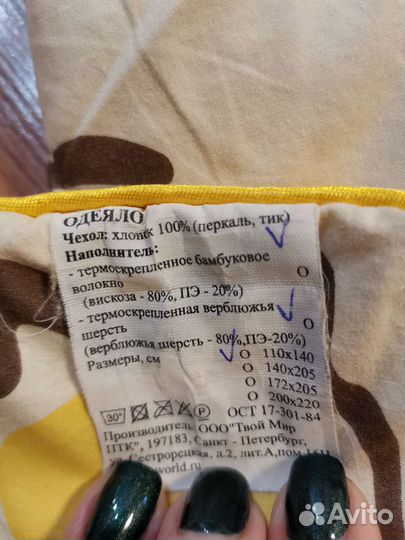 ОДЕЯЛО
Чехол: хлопок 100% (перкаль, тик)
Наполнитель:
- термоскрепленное бамбуковое О
волокно
(вискоза - 80%, ПЭ - 20%)
- термоскрепленная верблюжья О
шерсть
(верблюжья шерсть - 80%,ПЭ-20%)
Размеры, см О 110х140
О 140х205
О 172х205
О 200х220
30° P ОСТ 17-301-84
Производитель: ООО "Твой Мир
ПТК", 197183, Санкт - Петербург,
ул. Сестрорецкая, д.2, лит.А,пом
world.ru
Avito